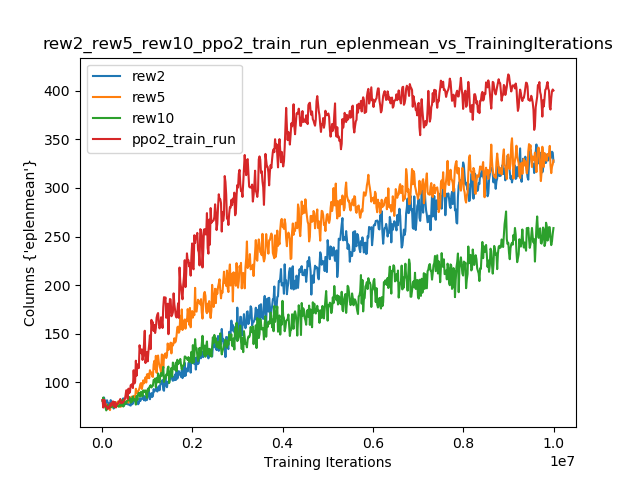 rew2_rew5_rew10_ppo2_train_run_eplenmean_vs_TrainingIterations
rew2
rew5
rew10
ppo2_train_run
Columns {'eplenmean'}
400
350
300
250
200
150
100
0.0 0.2 0.4 0.6 0.8 1.0
1e7
Training Iterations